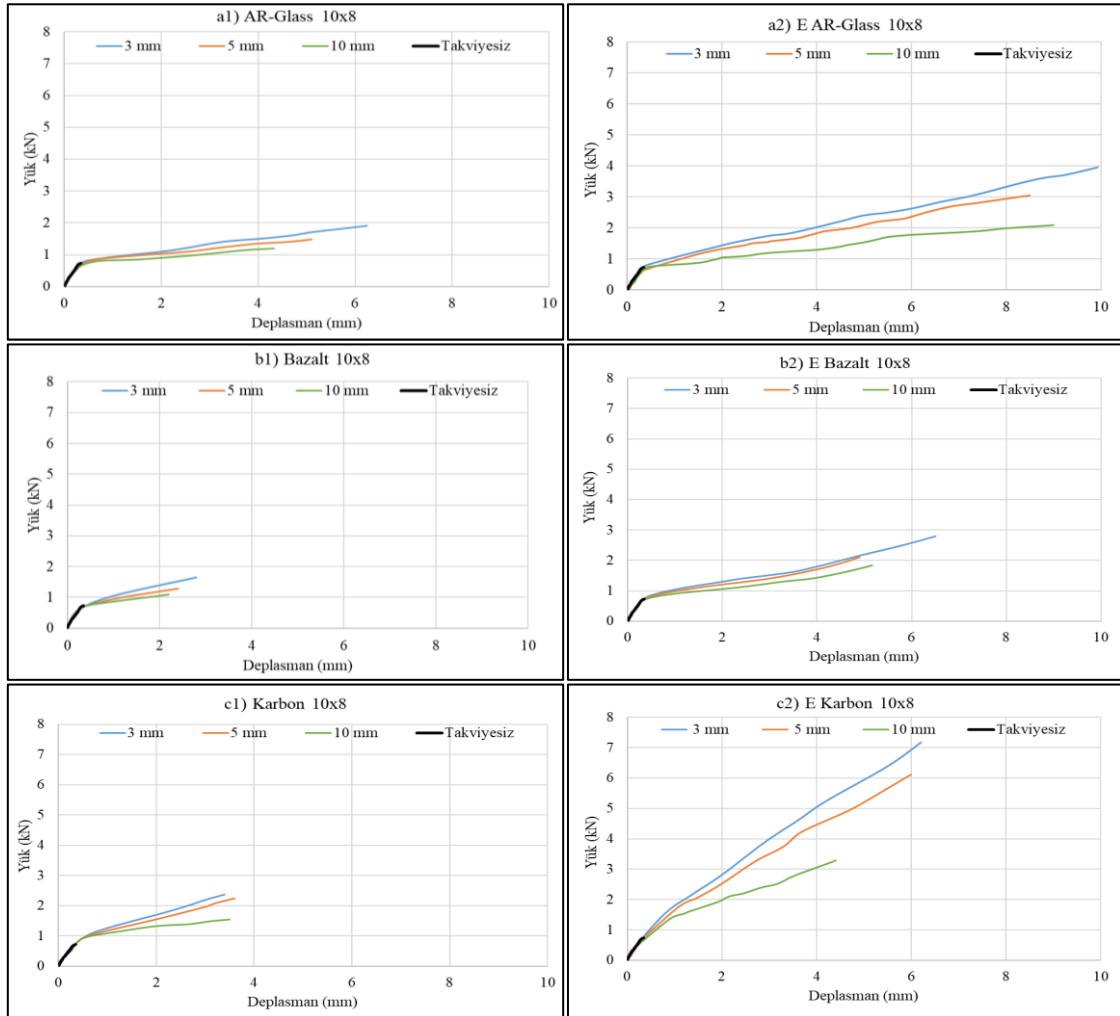 a1) AR-Glass 10x8
3 mm 5 mm 10 mm Takviyesiz
8
7
6
5
4
3
2
1
0
Yük (kN)
0 2 4 6 8 10
Deplasman (mm)
a2) E AR-Glass 10x8
3 mm 5 mm 10 mm Takviyesiz
8
7
6
5
4
3
2
1
0
Yük (kN)
0 2 4 6 8 10
Deplasman (mm)
b1) Bazalt 10x8
3 mm 5 mm 10 mm Takviyesiz
8
7
6
5
4
3
2
1
0
Yük (kN)
0 2 4 6 8 10
Deplasman (mm)
b2) E Bazalt 10x8
3 mm 5 mm 10 mm Takviyesiz
8
7
6
5
4
3
2
1
0
Yük (kN)
0 2 4 6 8 10
Deplasman (mm)
c1) Karbon 10x8
3 mm 5 mm 10 mm Takviyesiz
8
7
6
5
4
3
2
1
0
Yük (kN)
0 2 4 6 8 10
Deplasman (mm)
c2) E Karbon 10x8
3 mm 5 mm 10 mm Takviyesiz
8
7
6
5
4
3
2
1
0
Yük (kN)
0 2 4 6 8 10
Deplasman (mm)